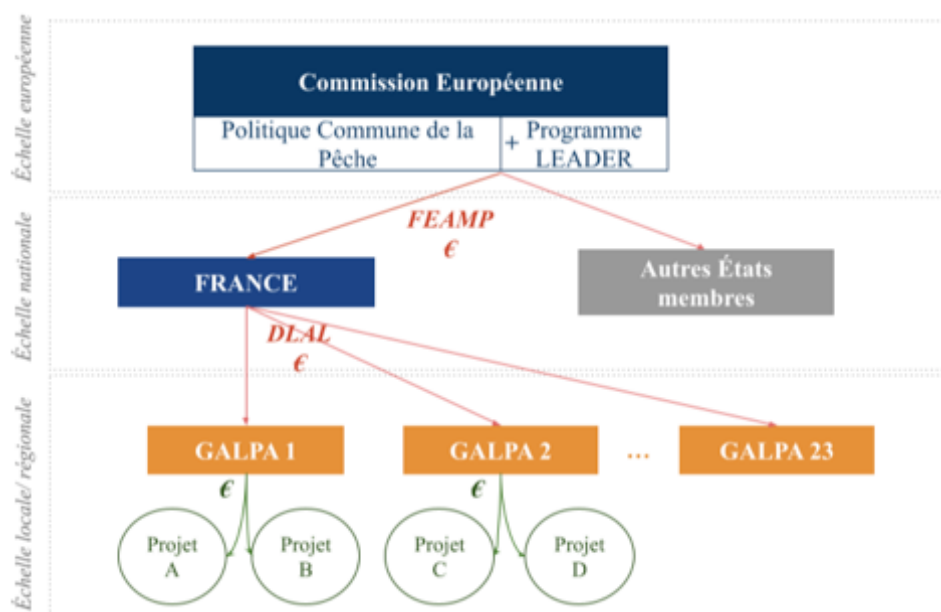 Échelle européenne
Commission Européenne
Politique Commune de la
Pêche
+ Programme
LEADER
Échelle nationale
FEAMP
€
FRANCE
Autres États
membres
DLAL
€
Échelle locale/ régionale
GALPA 1
GALPA 2
...
GALPA 23
€
€
Projet
A
Projet
B
Projet
C
Projet
D